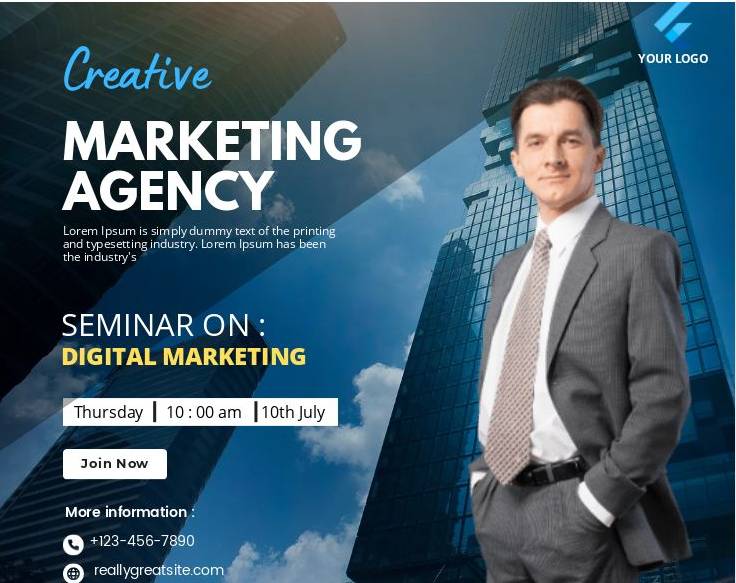 YOUR LOGO
Creative
MARKETING
AGENCY
Lorem Ipsum is simply dummy text of the printing
and typesetting industry. Lorem Ipsum has been
the industry's
SEMINAR ON :
DIGITAL MARKETING
Thursday | 10 : 00 am | 10th July
Join Now
More information :
+123-456-7890
reallygreatsite.com